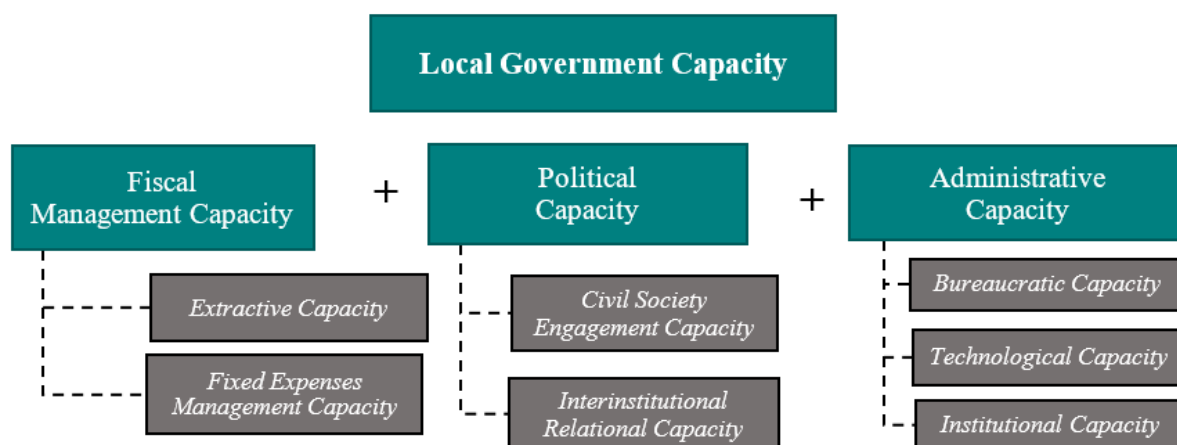 Local Government Capacity
Fiscal
Management Capacity
+
Political
Capacity
+
Administrative
Capacity
Extractive Capacity
Fixed Expenses
Management Capacity
Civil Society
Engagement Capacity
Interinstitutional
Relational Capacity
Bureaucratic Capacity
Technological Capacity
Institutional Capacity